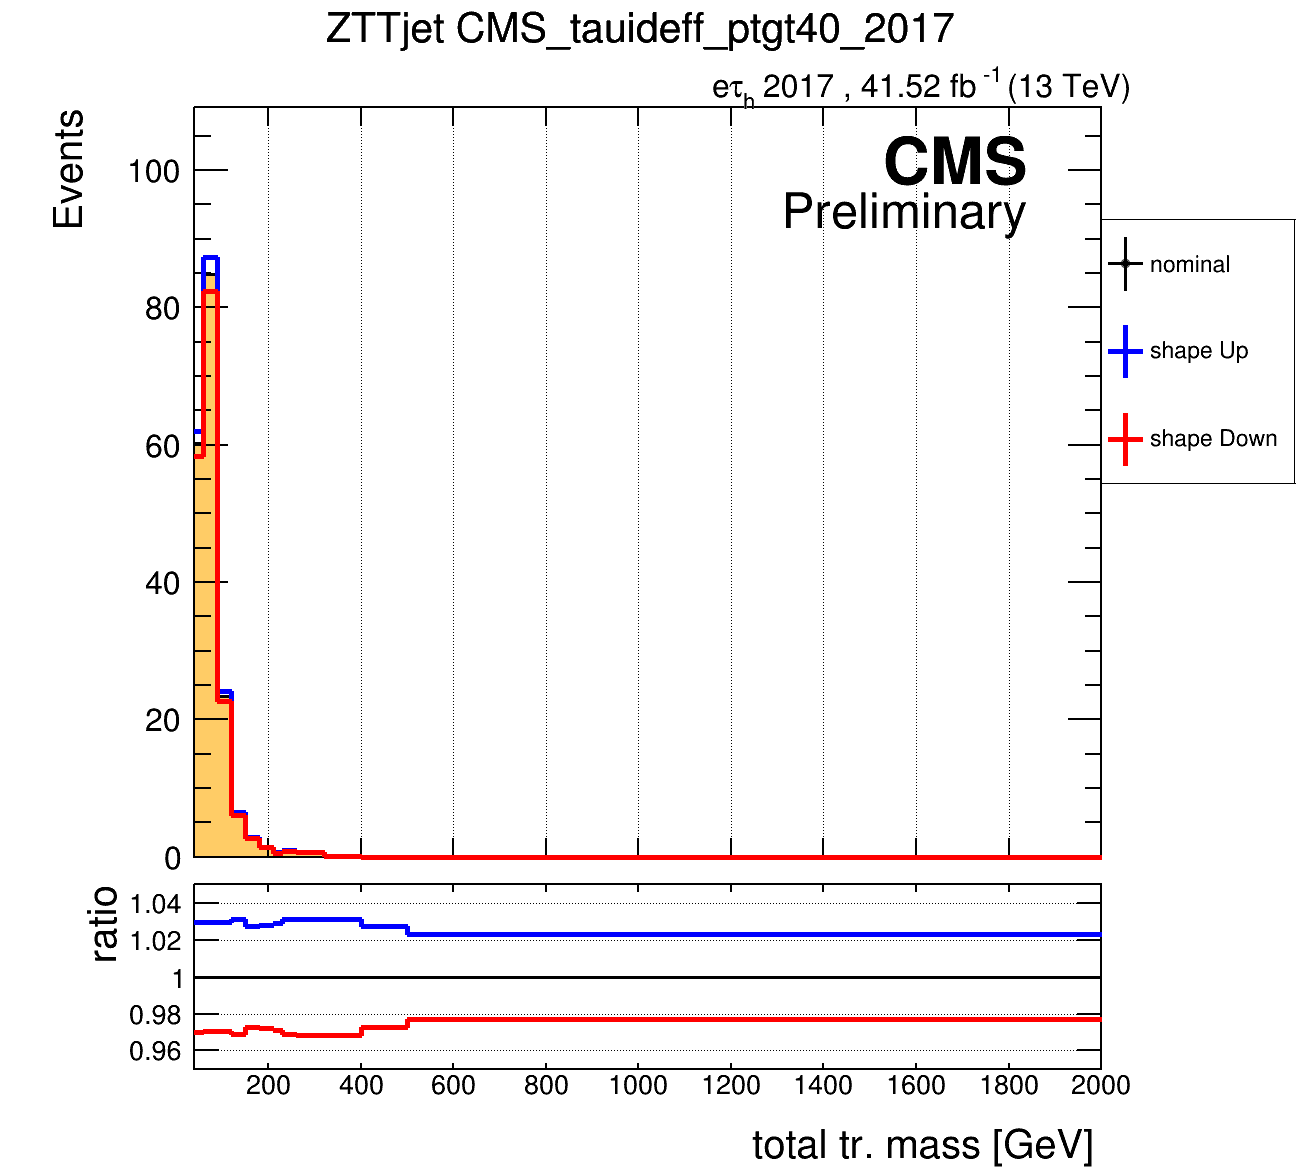 ZTTjet CMS_tauideff_ptgt40_2017
eτh 2017 , 41.52 fb -1 (13 TeV)
Events
100
80
60
40
20
0
CMS
Preliminary
nominal
shape Up
shape Down
ratio
1.04
1.02
1
0.98
0.96
200 400 600 800 1000 1200 1400 1600 1800 2000
total tr. mass [GeV]